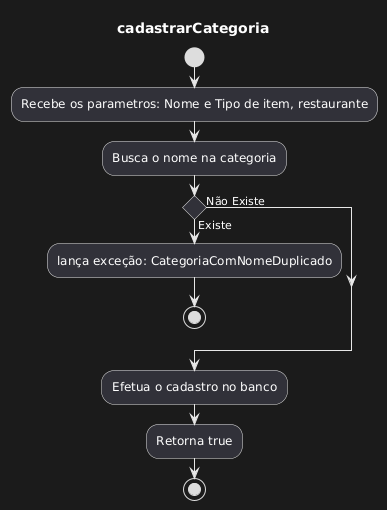 cadastrarCategoria
Recebe os parametros: Nome e Tipo de item, restaurante
Busca o nome na categoria
Não Existe
Existe
lança exceção: CategoriaComNomeDuplicado
Efetua o cadastro no banco
Retorna true